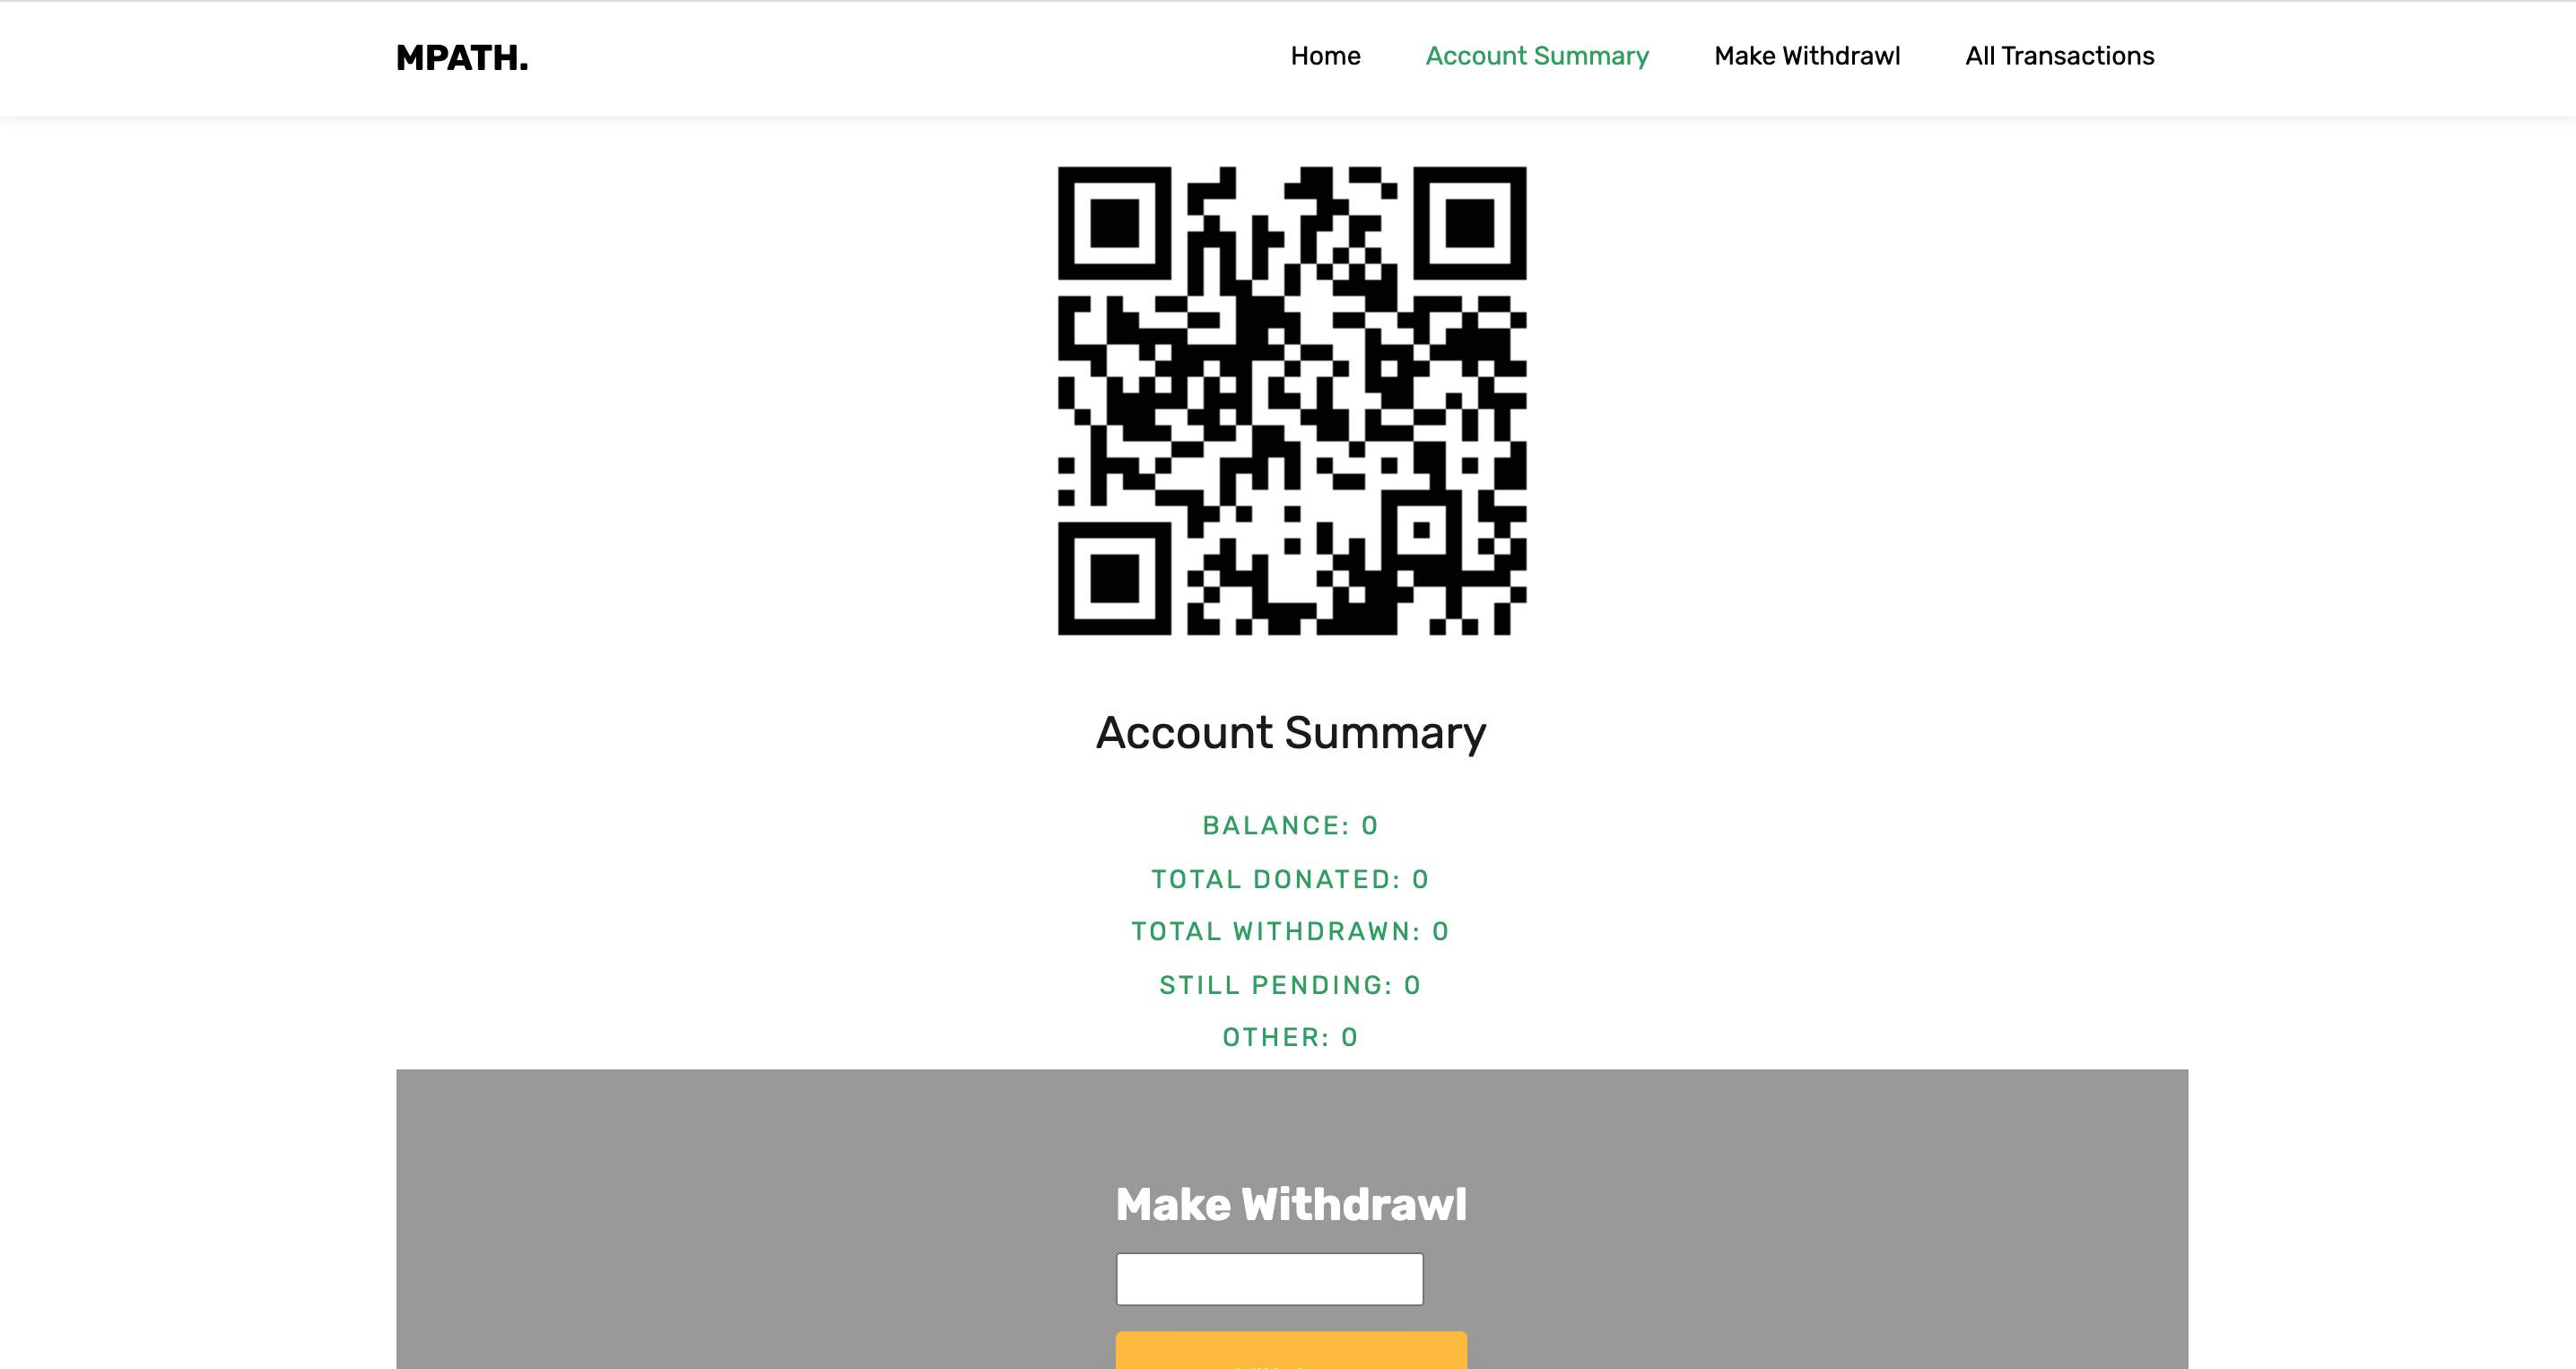 MPATH.
Home Account Summary Make Withdrawl All Transactions
Account Summary
BALANCE: 0
TOTAL DONATED: 0
TOTAL WITHDRAWN: 0
STILL PENDING: 0
OTHER: 0
Make Withdrawl